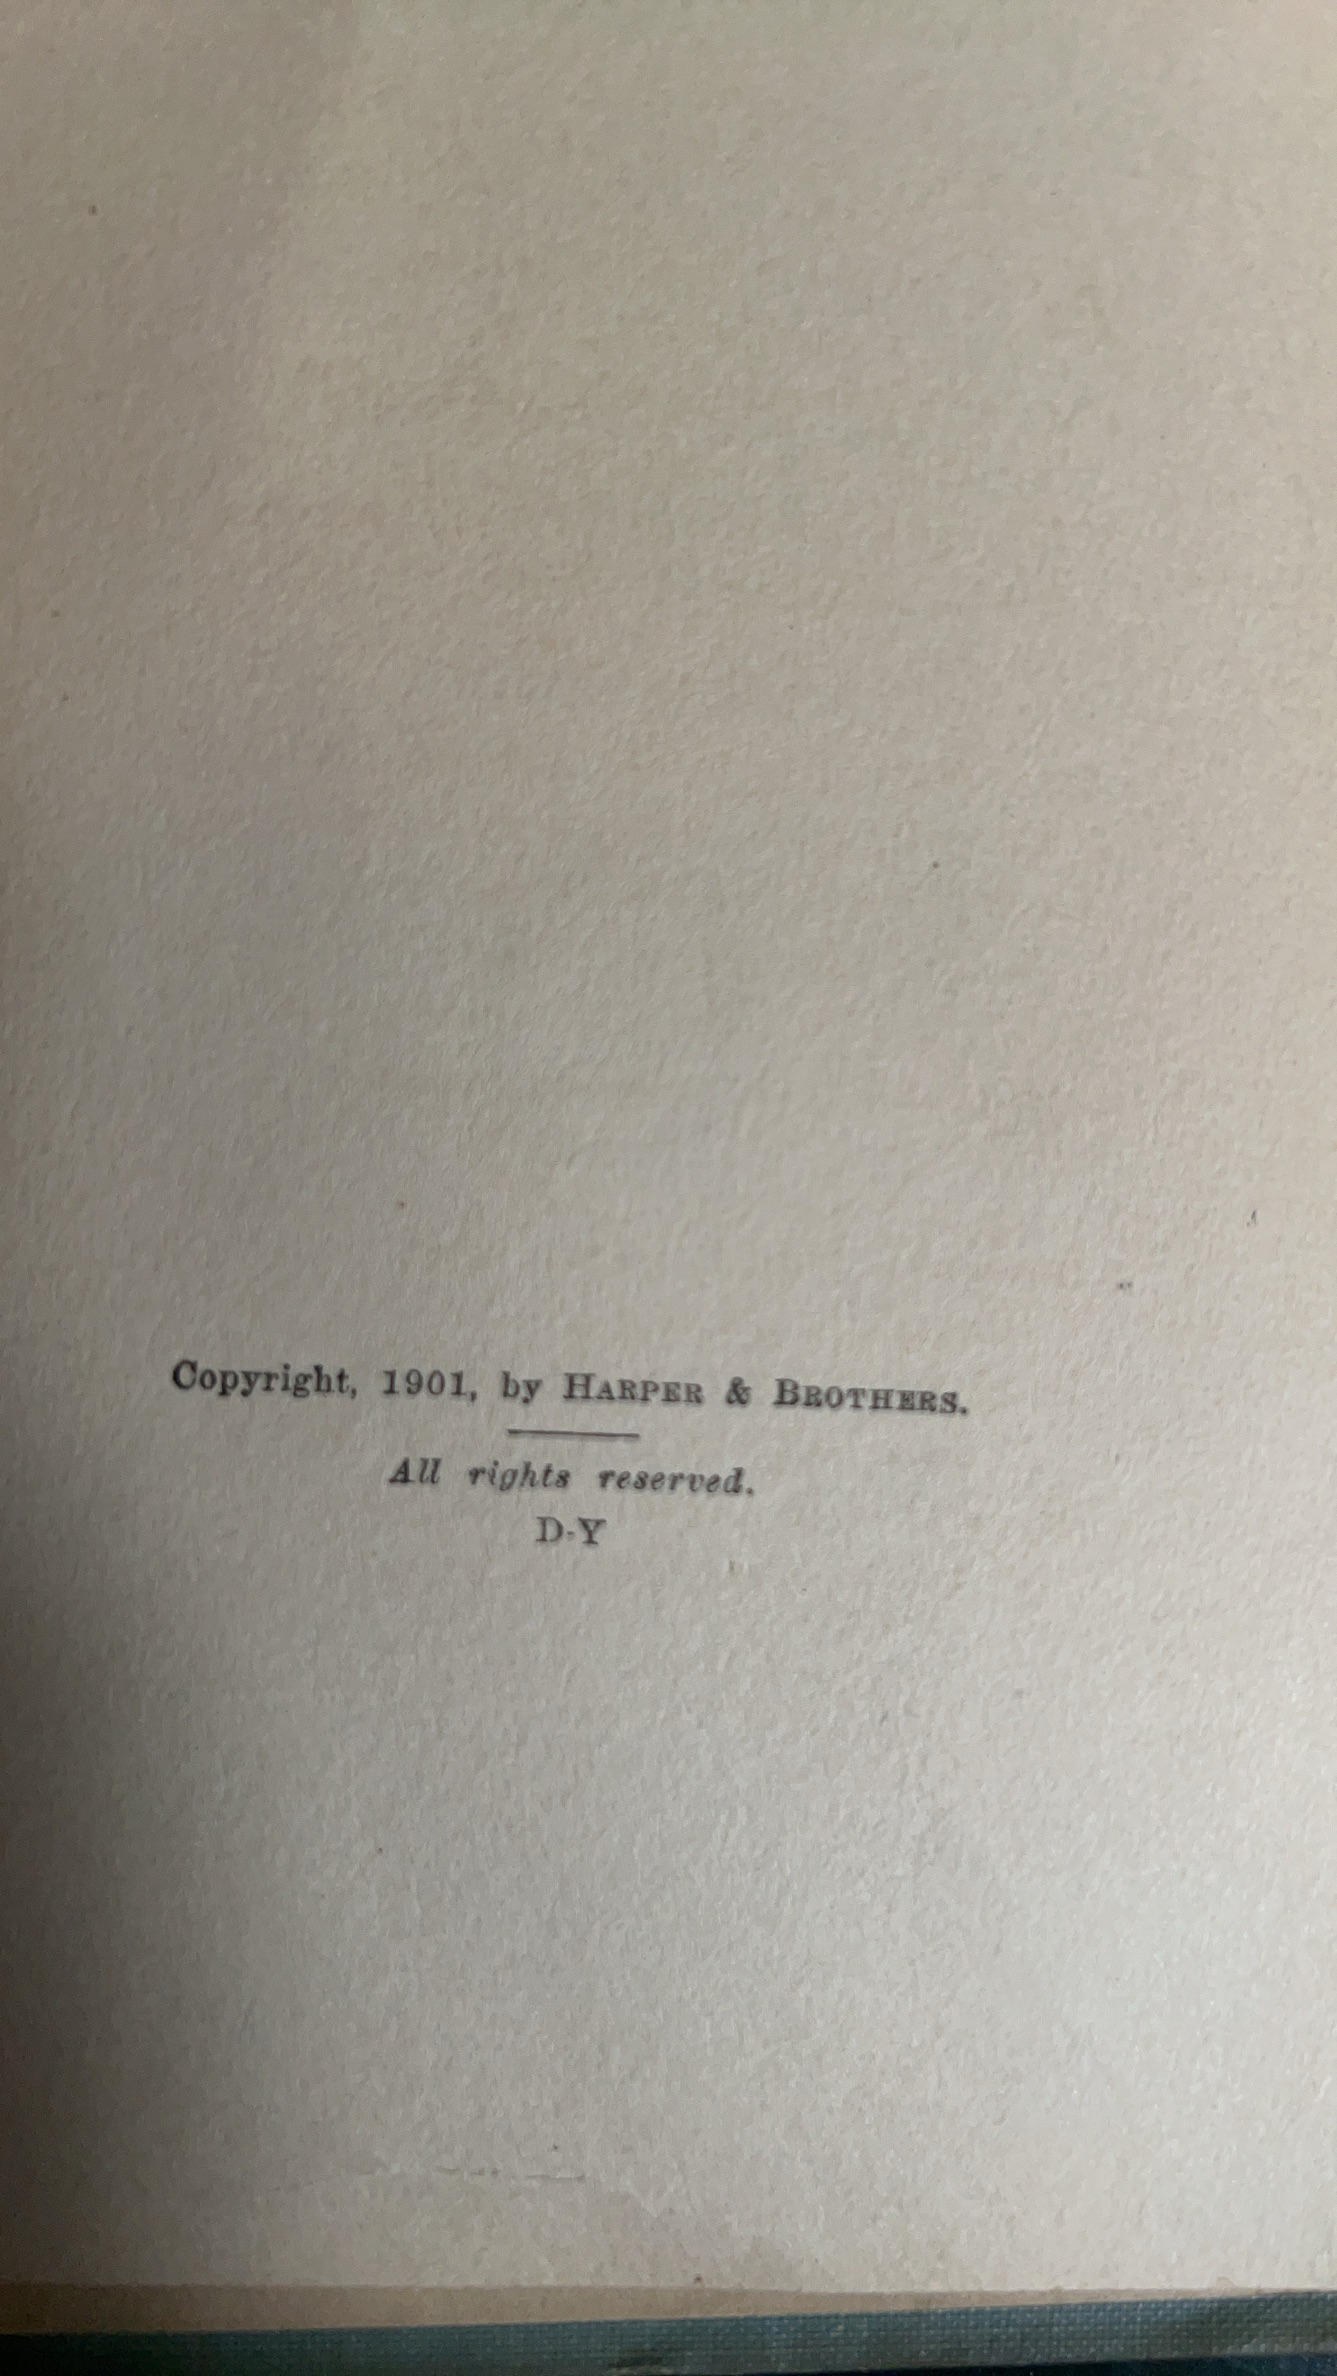 Copyright, 1901, by HARPER & BROTHERS.
All rights reserved.
D-Y